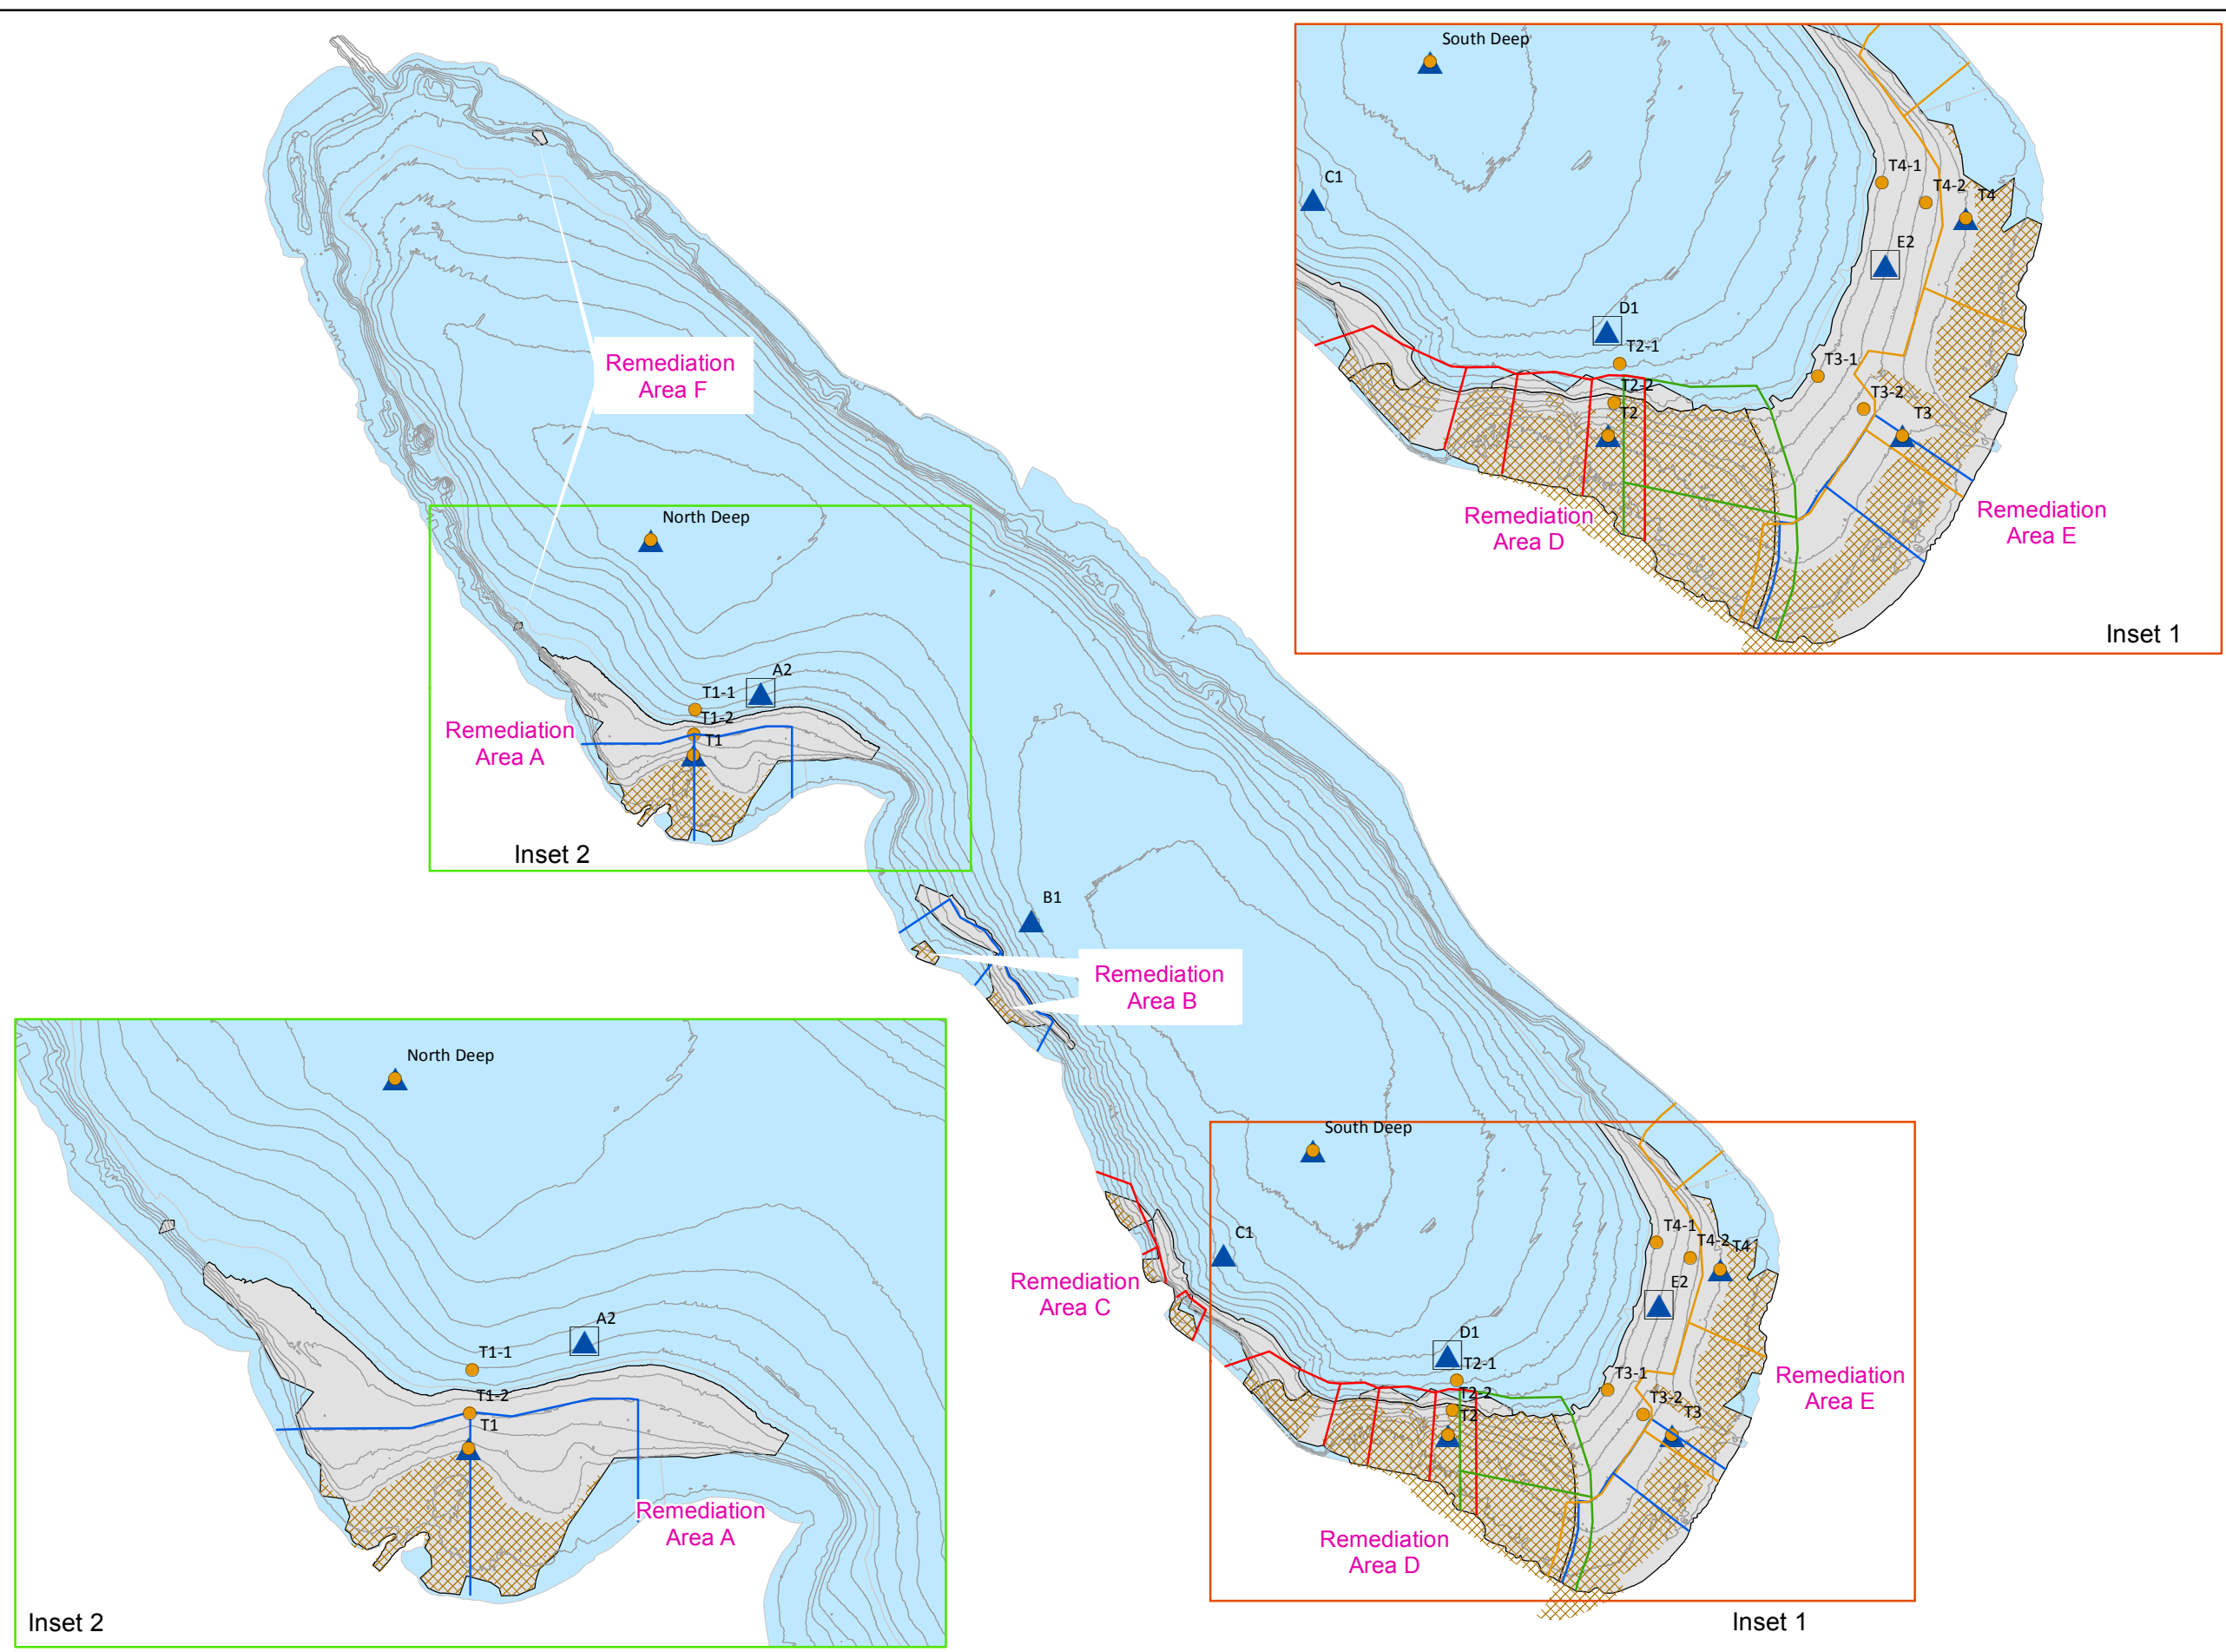 South Deep
C1
T4-1
T4-2
T4
E2
D1
T2-1
T2-2
T2
T3-1
T3-2
T3
Remediation
Area D
Remediation
Area E
Inset 1
Remediation
Area F
North Deep
A2
T1-1
T1-2
T1
Remediation
Area A
Inset 2
B1
Remediation
Area B
North Deep
A2
T1-1
T1-2
T1
Remediation
Area A
Inset 2
South Deep
C1
T4-1
T4-2
T4
E2
Remediation
Area C
D1
T2-1
T2-2
T2
T3-1
T3-2
T3
Remediation
Area E
Remediation
Area D
Inset 1